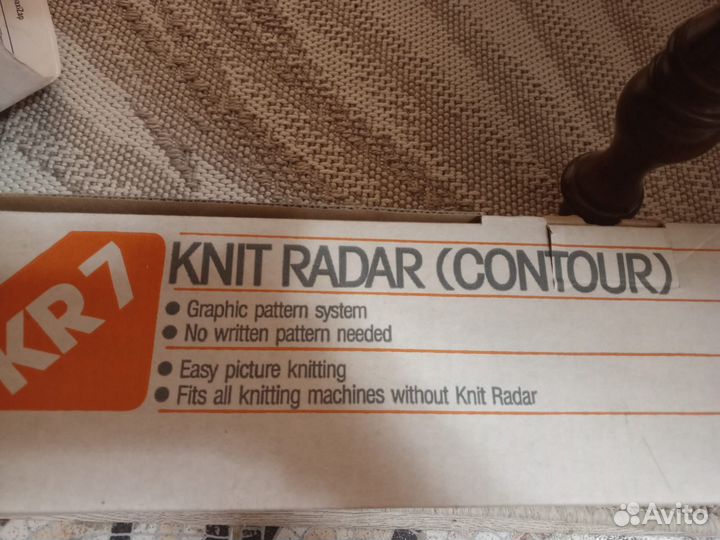 KR7
KNIT RADAR (CONTOUR)
● Graphic pattern system
● No written pattern needed
● Easy picture knitting
● Fits all knitting machines without Knit Radar
Avito